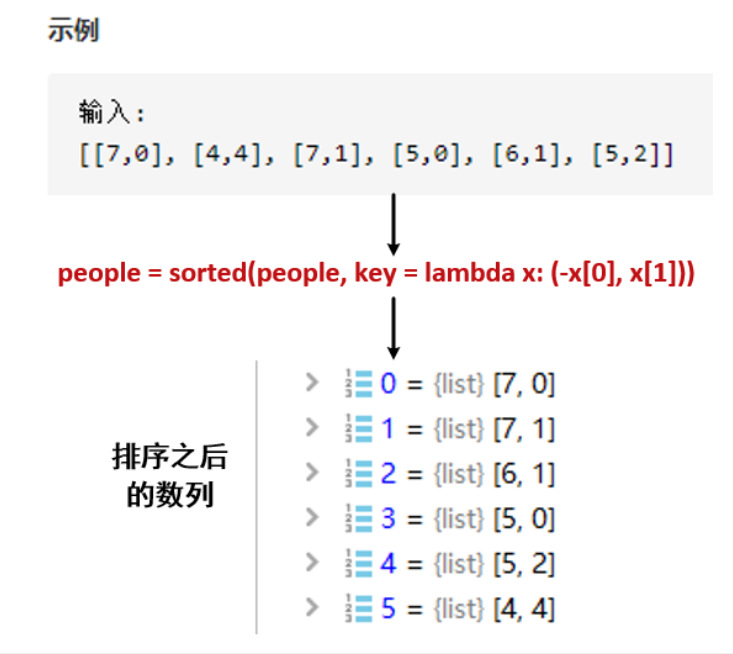 示例
输入:
[[7,0], [4,4], [7,1], [5,0], [6,1], [5,2]]
people = sorted(people, key = lambda x: (-x[0], x[1]))
排序之后
的数列
0 = {list} [7, 0]
1 = {list} [7, 1]
2 = {list} [6, 1]
3 = {list} [5, 0]
4 = {list} [5, 2]
5 = {list} [4, 4]